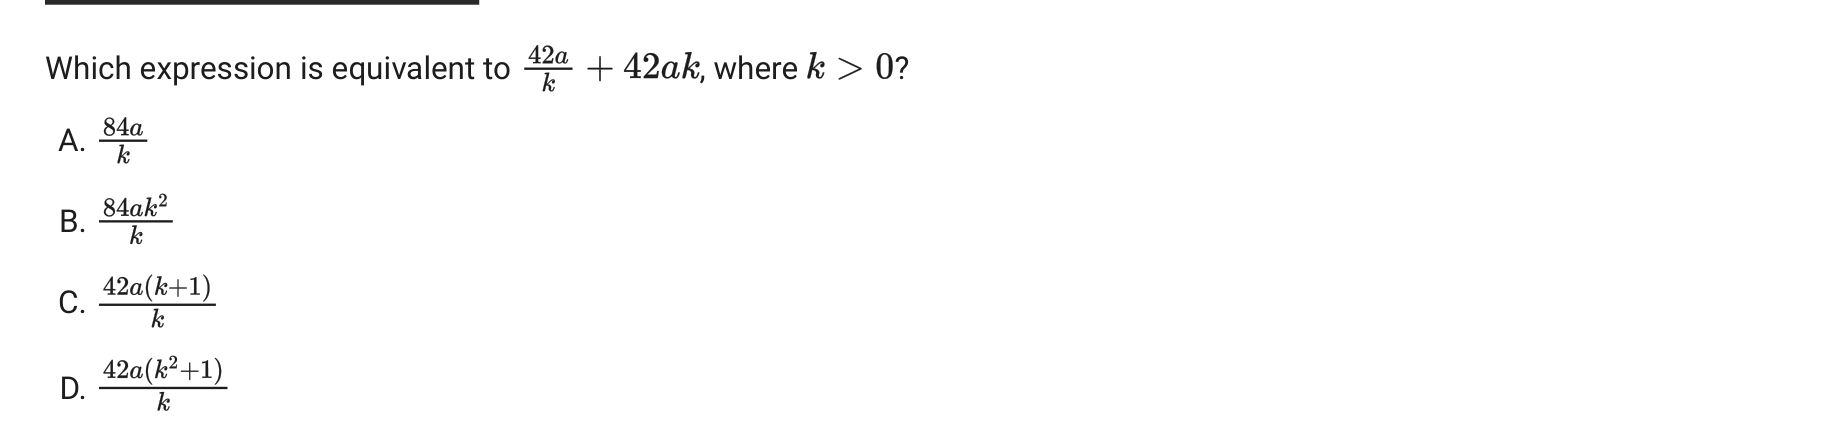 Which expression is equivalent to $\frac{42a}{k} + 42ak$, where $k > 0$?
A. $\frac{84a}{k}$
B. $\frac{84ak^2}{k}$
C. $\frac{42a(k+1)}{k}$
D. $\frac{42a(k^2+1)}{k}$